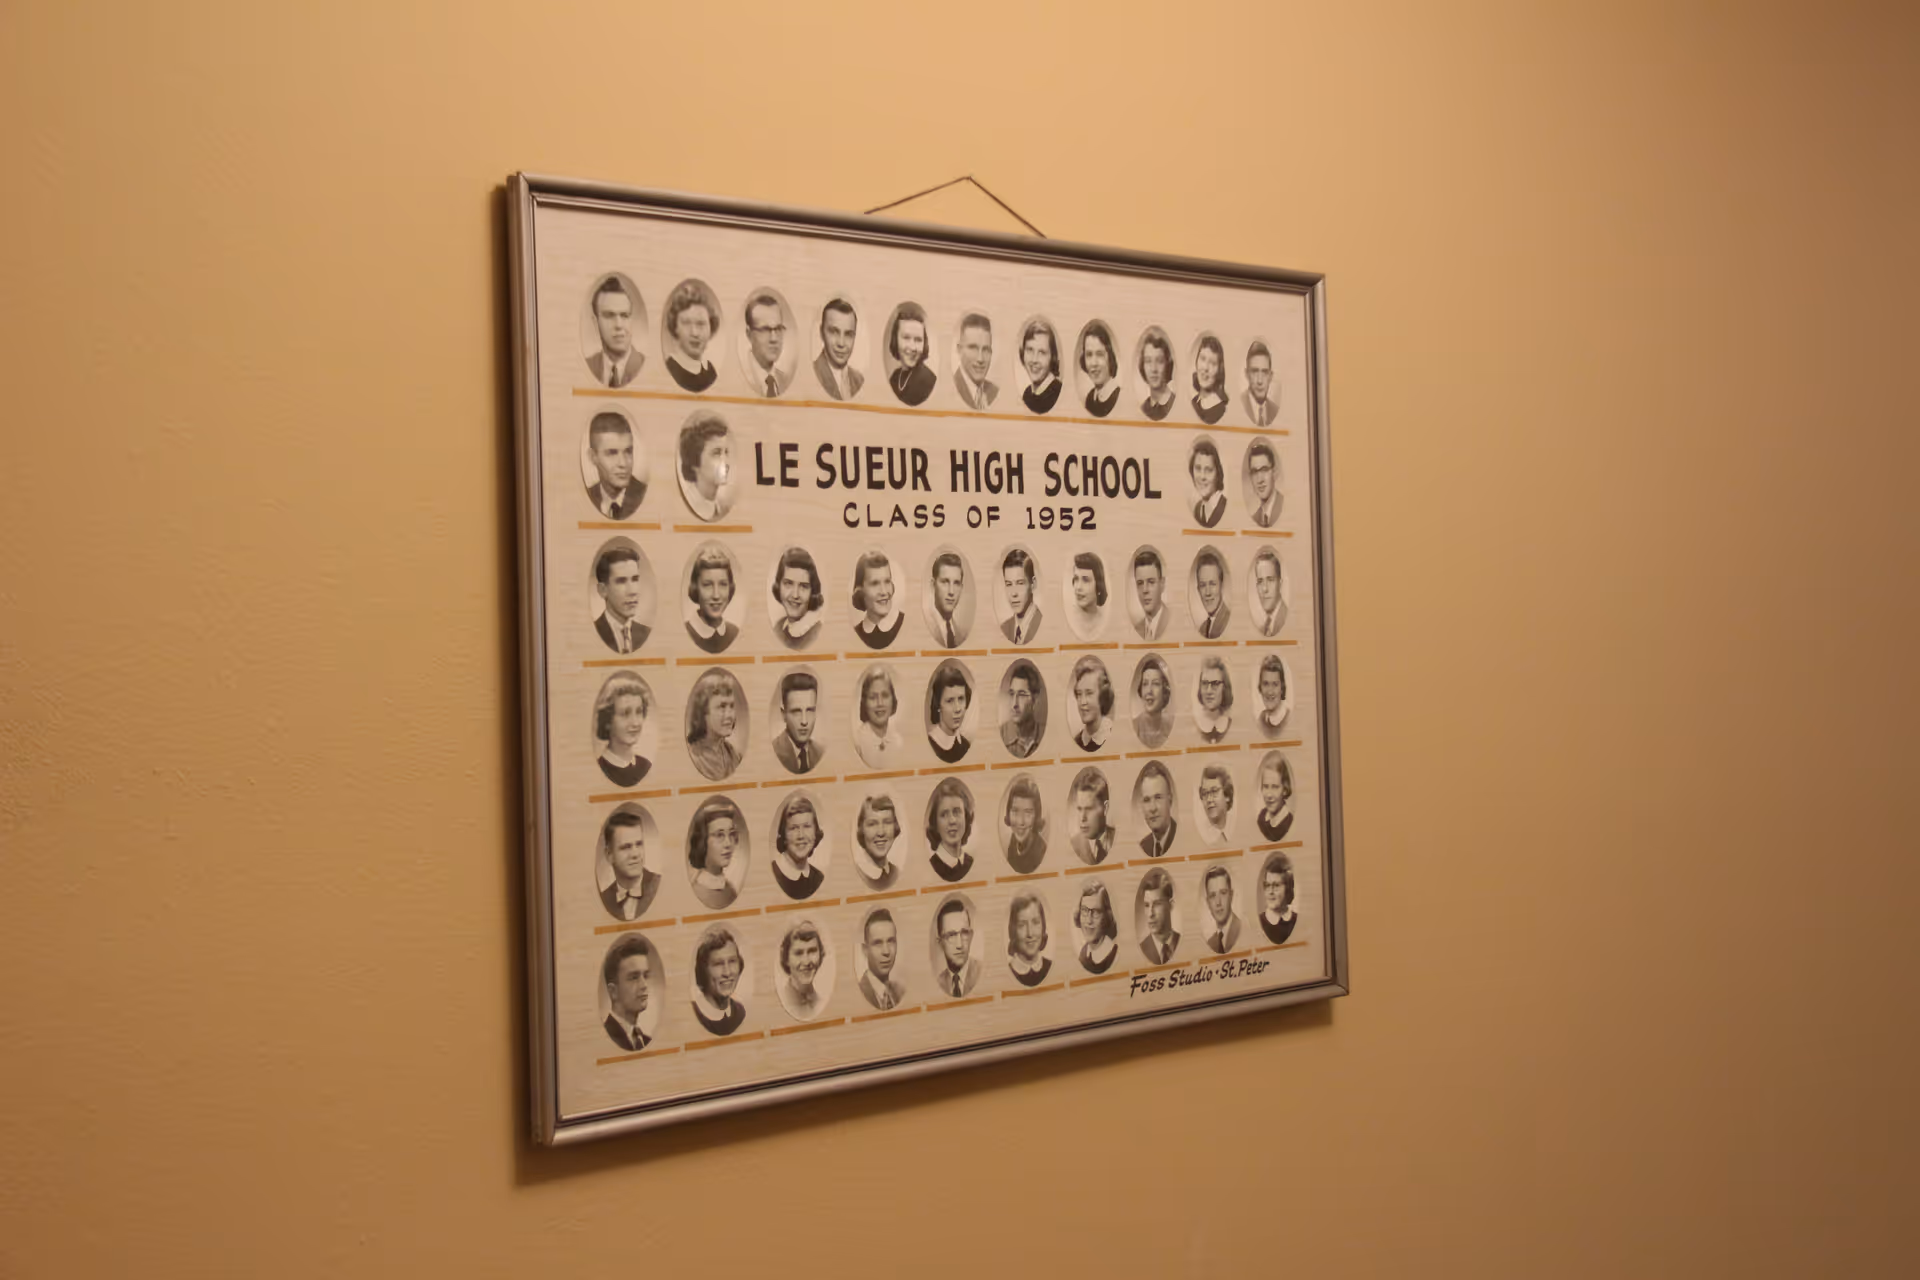 LE SUEUR HIGH SCHOOL
CLASS OF 1952
Foss Studio · St. Peter